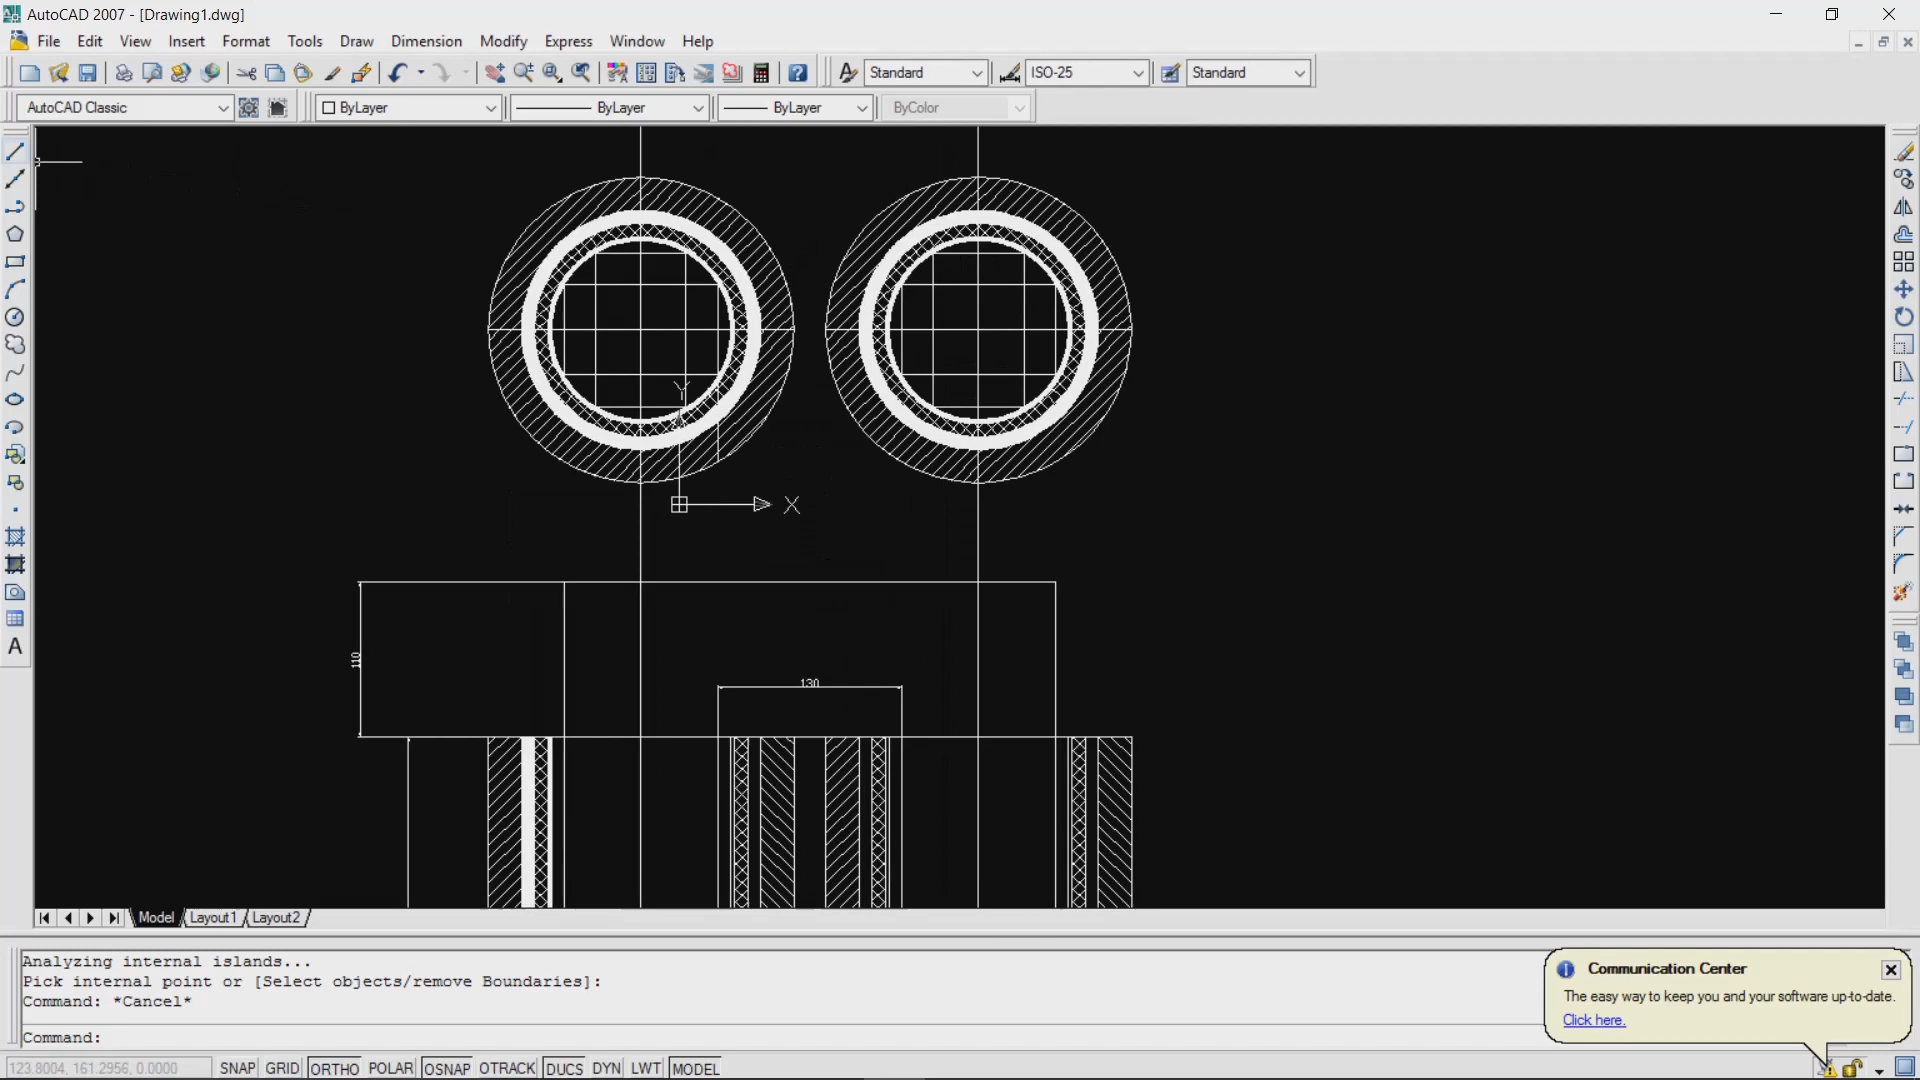 AutoCAD 2007 - [Drawing1.dwg]
File Edit View Insert Format Tools Draw Dimension Modify Express Window Help
Standard ISO-25 Standard
AutoCAD Classic ByLayer ByLayer ByLayer ByColor
Y
X
110
130
Model Layout1 Layout2
Analyzing internal islands...
Pick internal point or [Select objects/remove Boundaries]:
Command: *Cancel*
Command:
Communication Center
The easy way to keep you and your software up-to-date.
Click here.
123.8004, 161.2956, 0.0000 SNAP GRID ORTHO POLAR OSNAP OTRACK DUCS DYN LWT MODEL